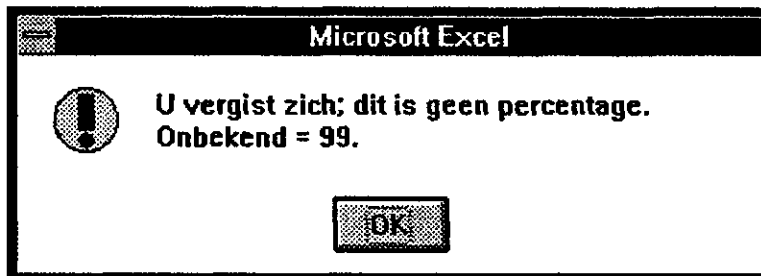 Microsoft Excel
U vergist zich; dit is geen percentage.
Onbekend = 99.
OK